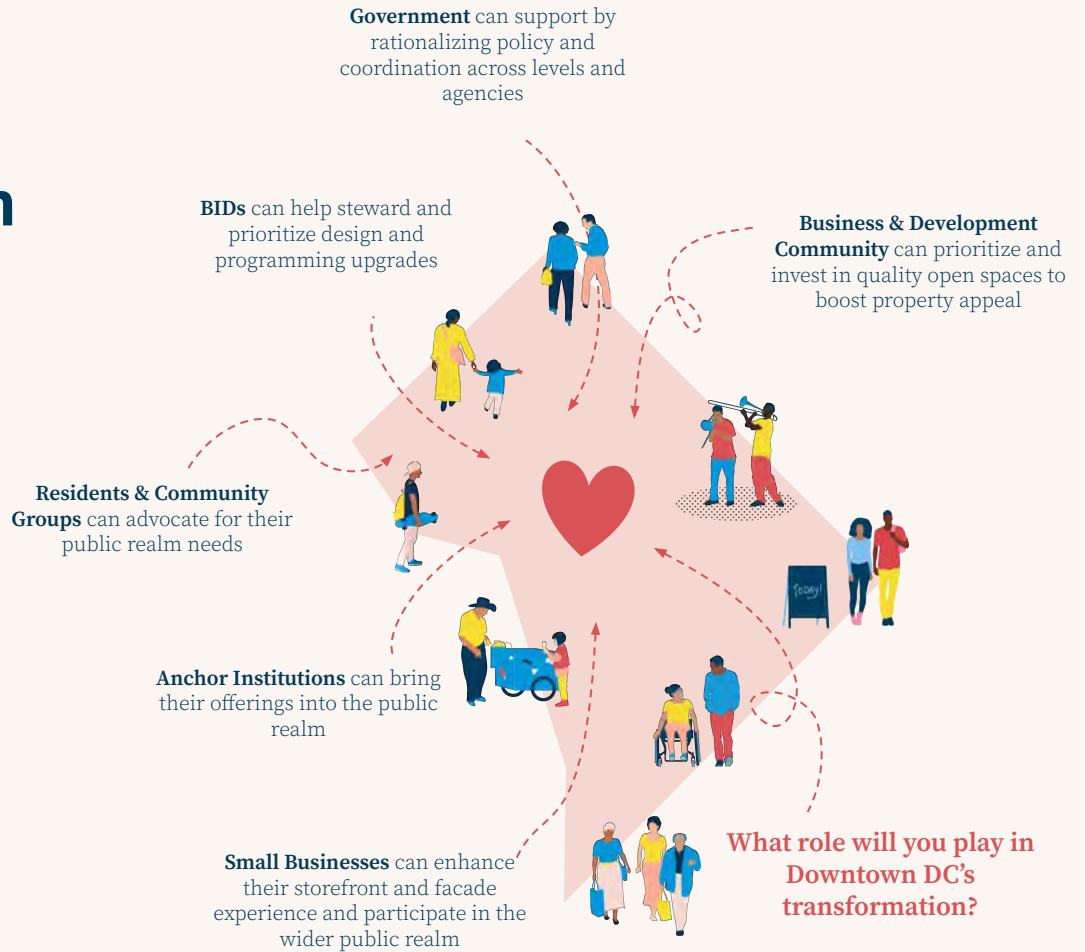 Government can support by
rationalizing policy and
coordination across levels and
agencies
n
BIDs can help steward and
prioritize design and
programming upgrades
Business & Development
Community can prioritize and
invest in quality open spaces to
boost property appeal
Residents & Community
Groups can advocate for their
public realm needs
Today!
Anchor Institutions can bring
their offerings into the public
realm
Small Businesses can enhance
their storefront and facade
experience and participate in the
wider public realm
What role will you play in
Downtown DC's
transformation?